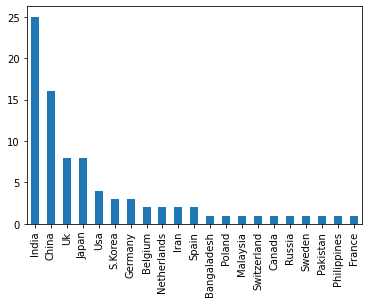 25
20
15
10
5
0
India
China
Uk
Japan
Usa
S.Korea
Germany
Belgium
Netherlands
Iran
Spain
Bangaladesh
Poland
Malaysia
Switzerland
Canada
Russia
Sweden
Pakistan
Philippines
France